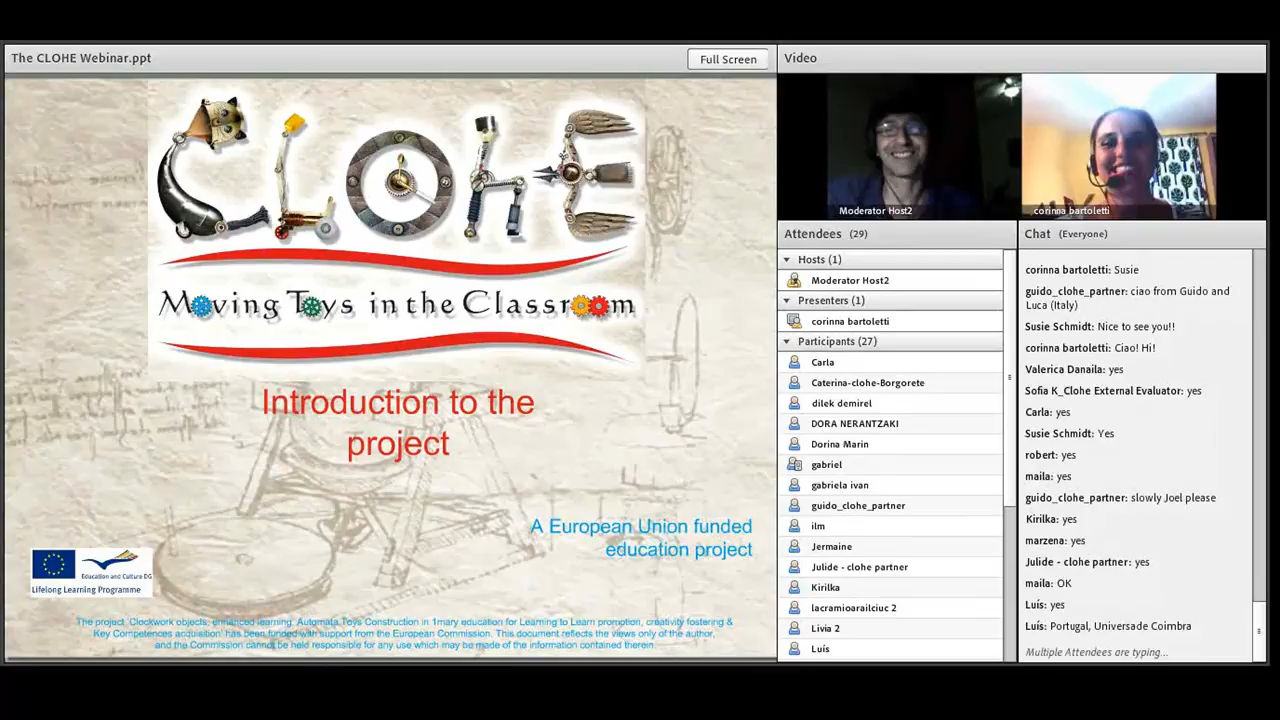 The CLOHE Webinar.ppt
Full Screen
CLOHE
Moving Toys in the Classroom
Introduction to the
project
A European Union funded
education project
Education and Culture DG
Lifelong Learning Programme
The project 'Clockwork objects, enhanced learning: Automata Toys Construction in 1rnary education for Learning to Learn promotion, creativity fostering &
Key Competences acquisition' has been funded with support from the European Commission. This document reflects the views only of the author,
and the Commission cannot be held responsible for any use which may be made of the information contained therein.
Video
Moderator Host2
corinna bartoletti
Attendees (29)
Hosts (1)
Moderator Host2
Presenters (1)
corinna bartoletti
Participants (27)
Carla
Caterina-clohe-Borgorete
dilek demirel
DORA NERANTZAKI
Dorina Marin
gabriel
gabriela ivan
guido_clohe_partner
ilm
Jermaine
Julide - clohe partner
Kirilka
lacramioarailciuc 2
Livia 2
Luís
Chat (Everyone)
corinna bartoletti: Susie
guido_clohe_partner: ciao from Guido and
Luca (Italy)
Susie Schmidt: Nice to see you!!
corinna bartoletti: Ciao! Hi!
Valerica Danaila: yes
Sofia K_Clohe External Evaluator: yes
Carla: yes
Susie Schmidt: Yes
robert: yes
maila: yes
guido_clohe_partner: slowly Joel please
Kirilka: yes
marzena: yes
Julide - clohe partner: yes
maila: OK
Luís: yes
Luís: Portugal, Universade Coimbra
Multiple Attendees are typing...